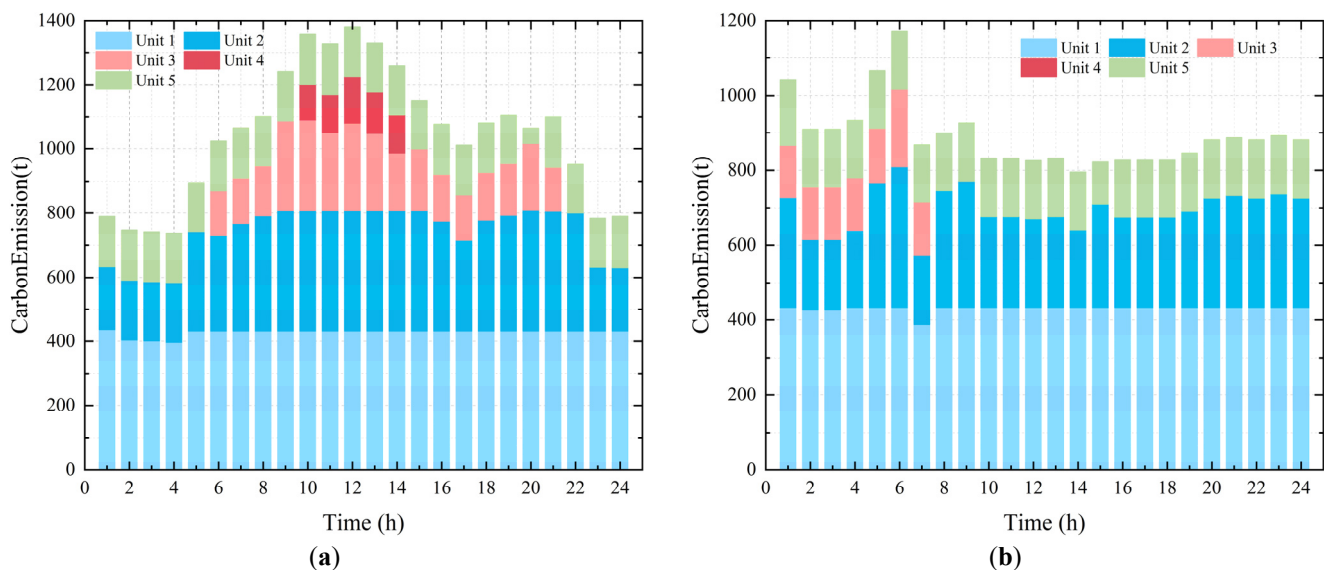 1400
1200
1000
800
600
400
200
0
CarbonEmission(t)
Unit 1 Unit 2
Unit 3 Unit 4
Unit 5
0 2 4 6 8 10 12 14 16 18 20 22 24
Time (h)
(a)
1200
1000
800
600
400
200
0
CarbonEmission(t)
Unit 1 Unit 2 Unit 3
Unit 4 Unit 5
0 2 4 6 8 10 12 14 16 18 20 22 24
Time (h)
(b)